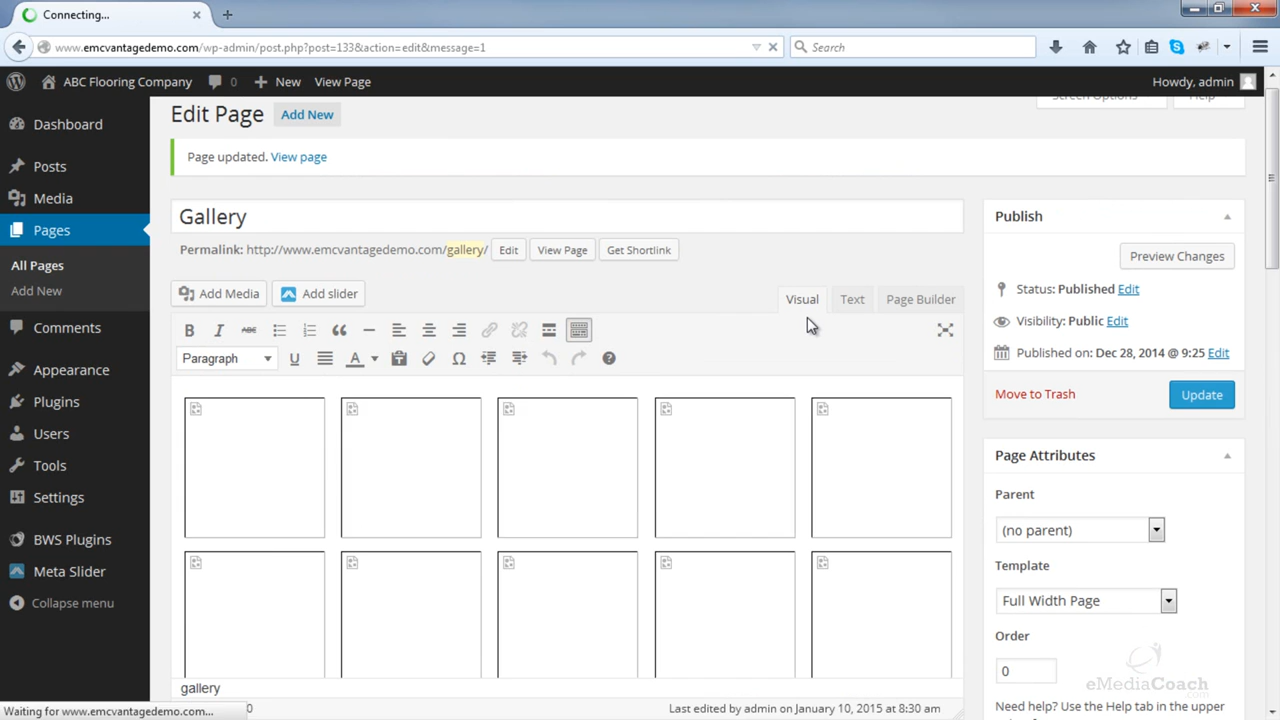 Connecting...
www.emcvantagedemo.com/wp-admin/post.php?post=133&action=edit&message=1
Search
ABC Flooring Company
0
New
View Page
Howdy, admin
Dashboard
Posts
Media
Pages
All Pages
Add New
Comments
Appearance
Plugins
Users
Tools
Settings
BWS Plugins
Meta Slider
Collapse menu
Edit Page
Add New
Screen Options
Help
Page updated. View page
Gallery
Permalink: http://www.emcvantagedemo.com/gallery/
Edit
View Page
Get Shortlink
Add Media
Add slider
Visual
Text
Page Builder
B I ABC
Paragraph
U A Ω
gallery
0
Last edited by admin on January 10, 2015 at 8:30 am
Publish
Preview Changes
Status: Published Edit
Visibility: Public Edit
Published on: Dec 28, 2014 @ 9:25 Edit
Move to Trash
Update
Page Attributes
Parent
(no parent)
Template
Full Width Page
Order
0
Need help? Use the Help tab in the upper
eMediaCoach
Waiting for www.emcvantagedemo.com...